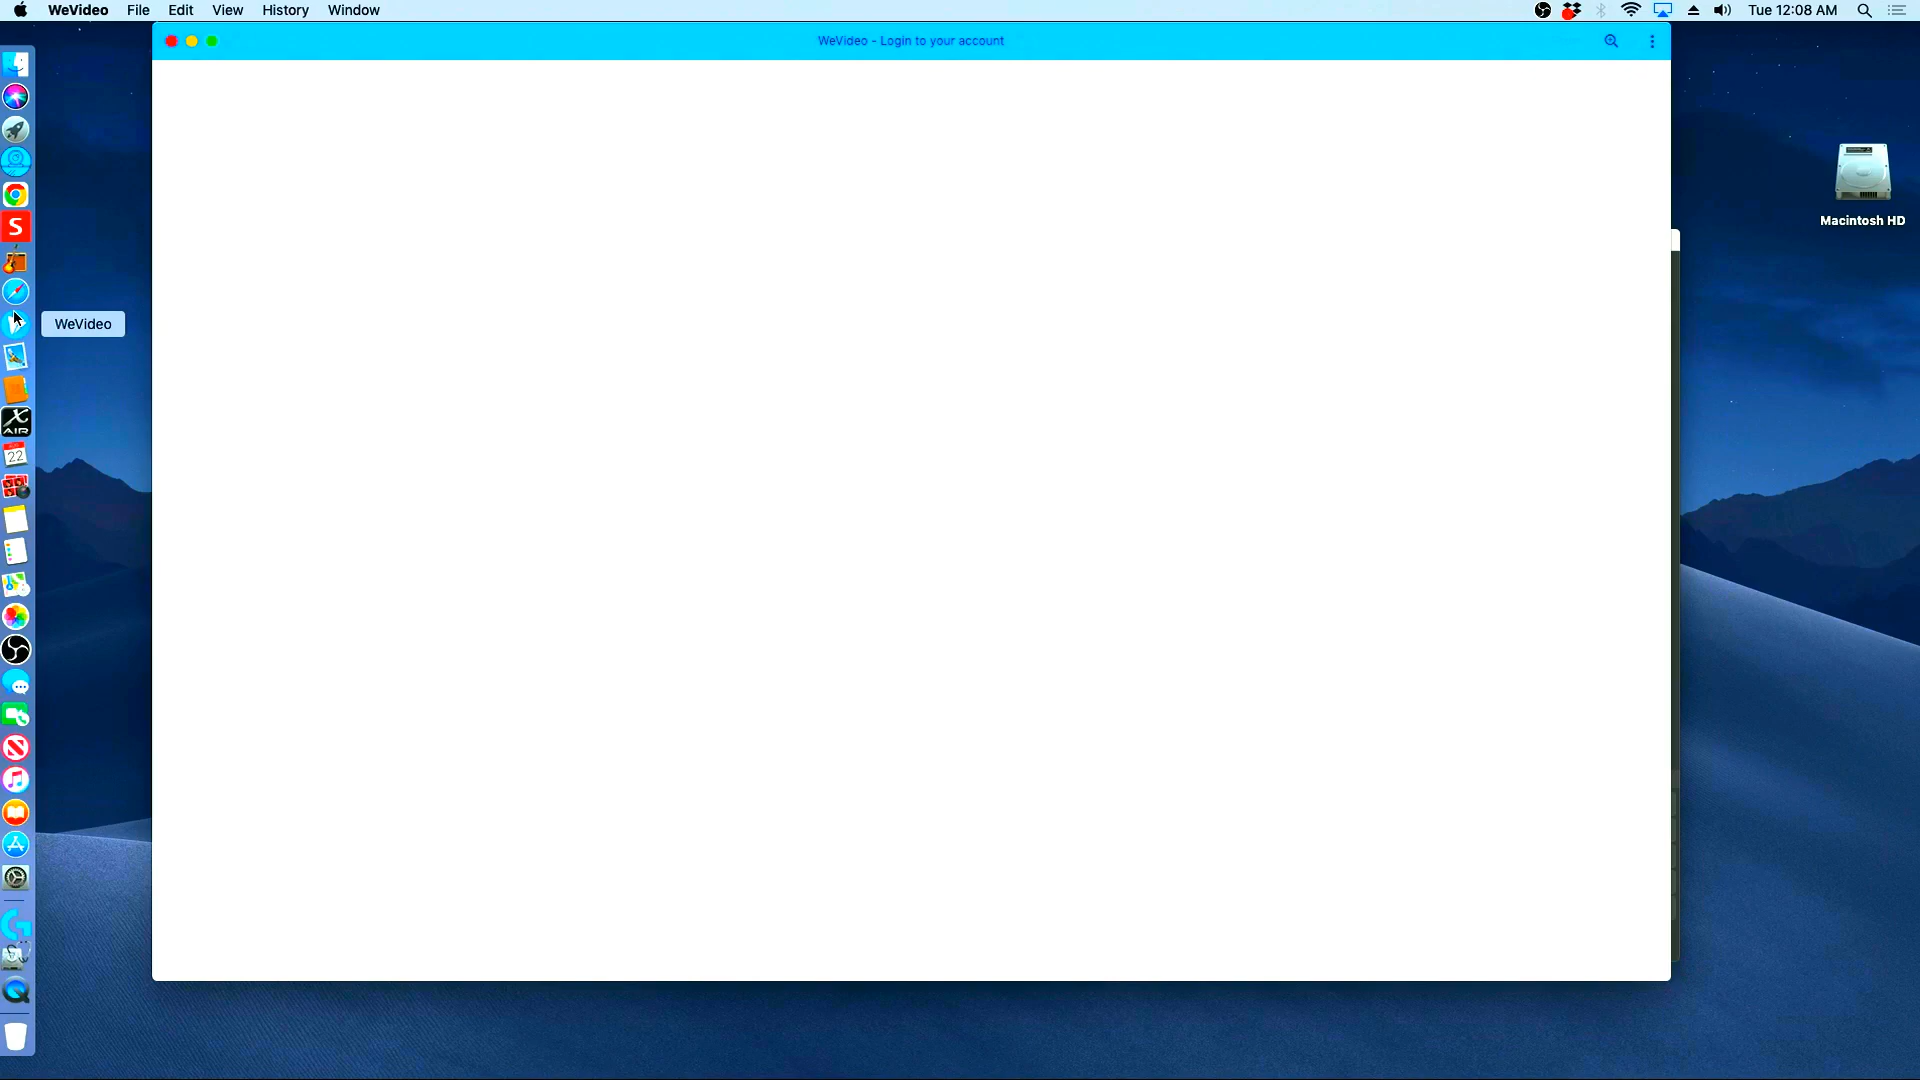 WeVideo File Edit View History Window Tue 12:08 AM
WeVideo - Login to your account
Macintosh HD
S
WeVideo
X
AIR
22